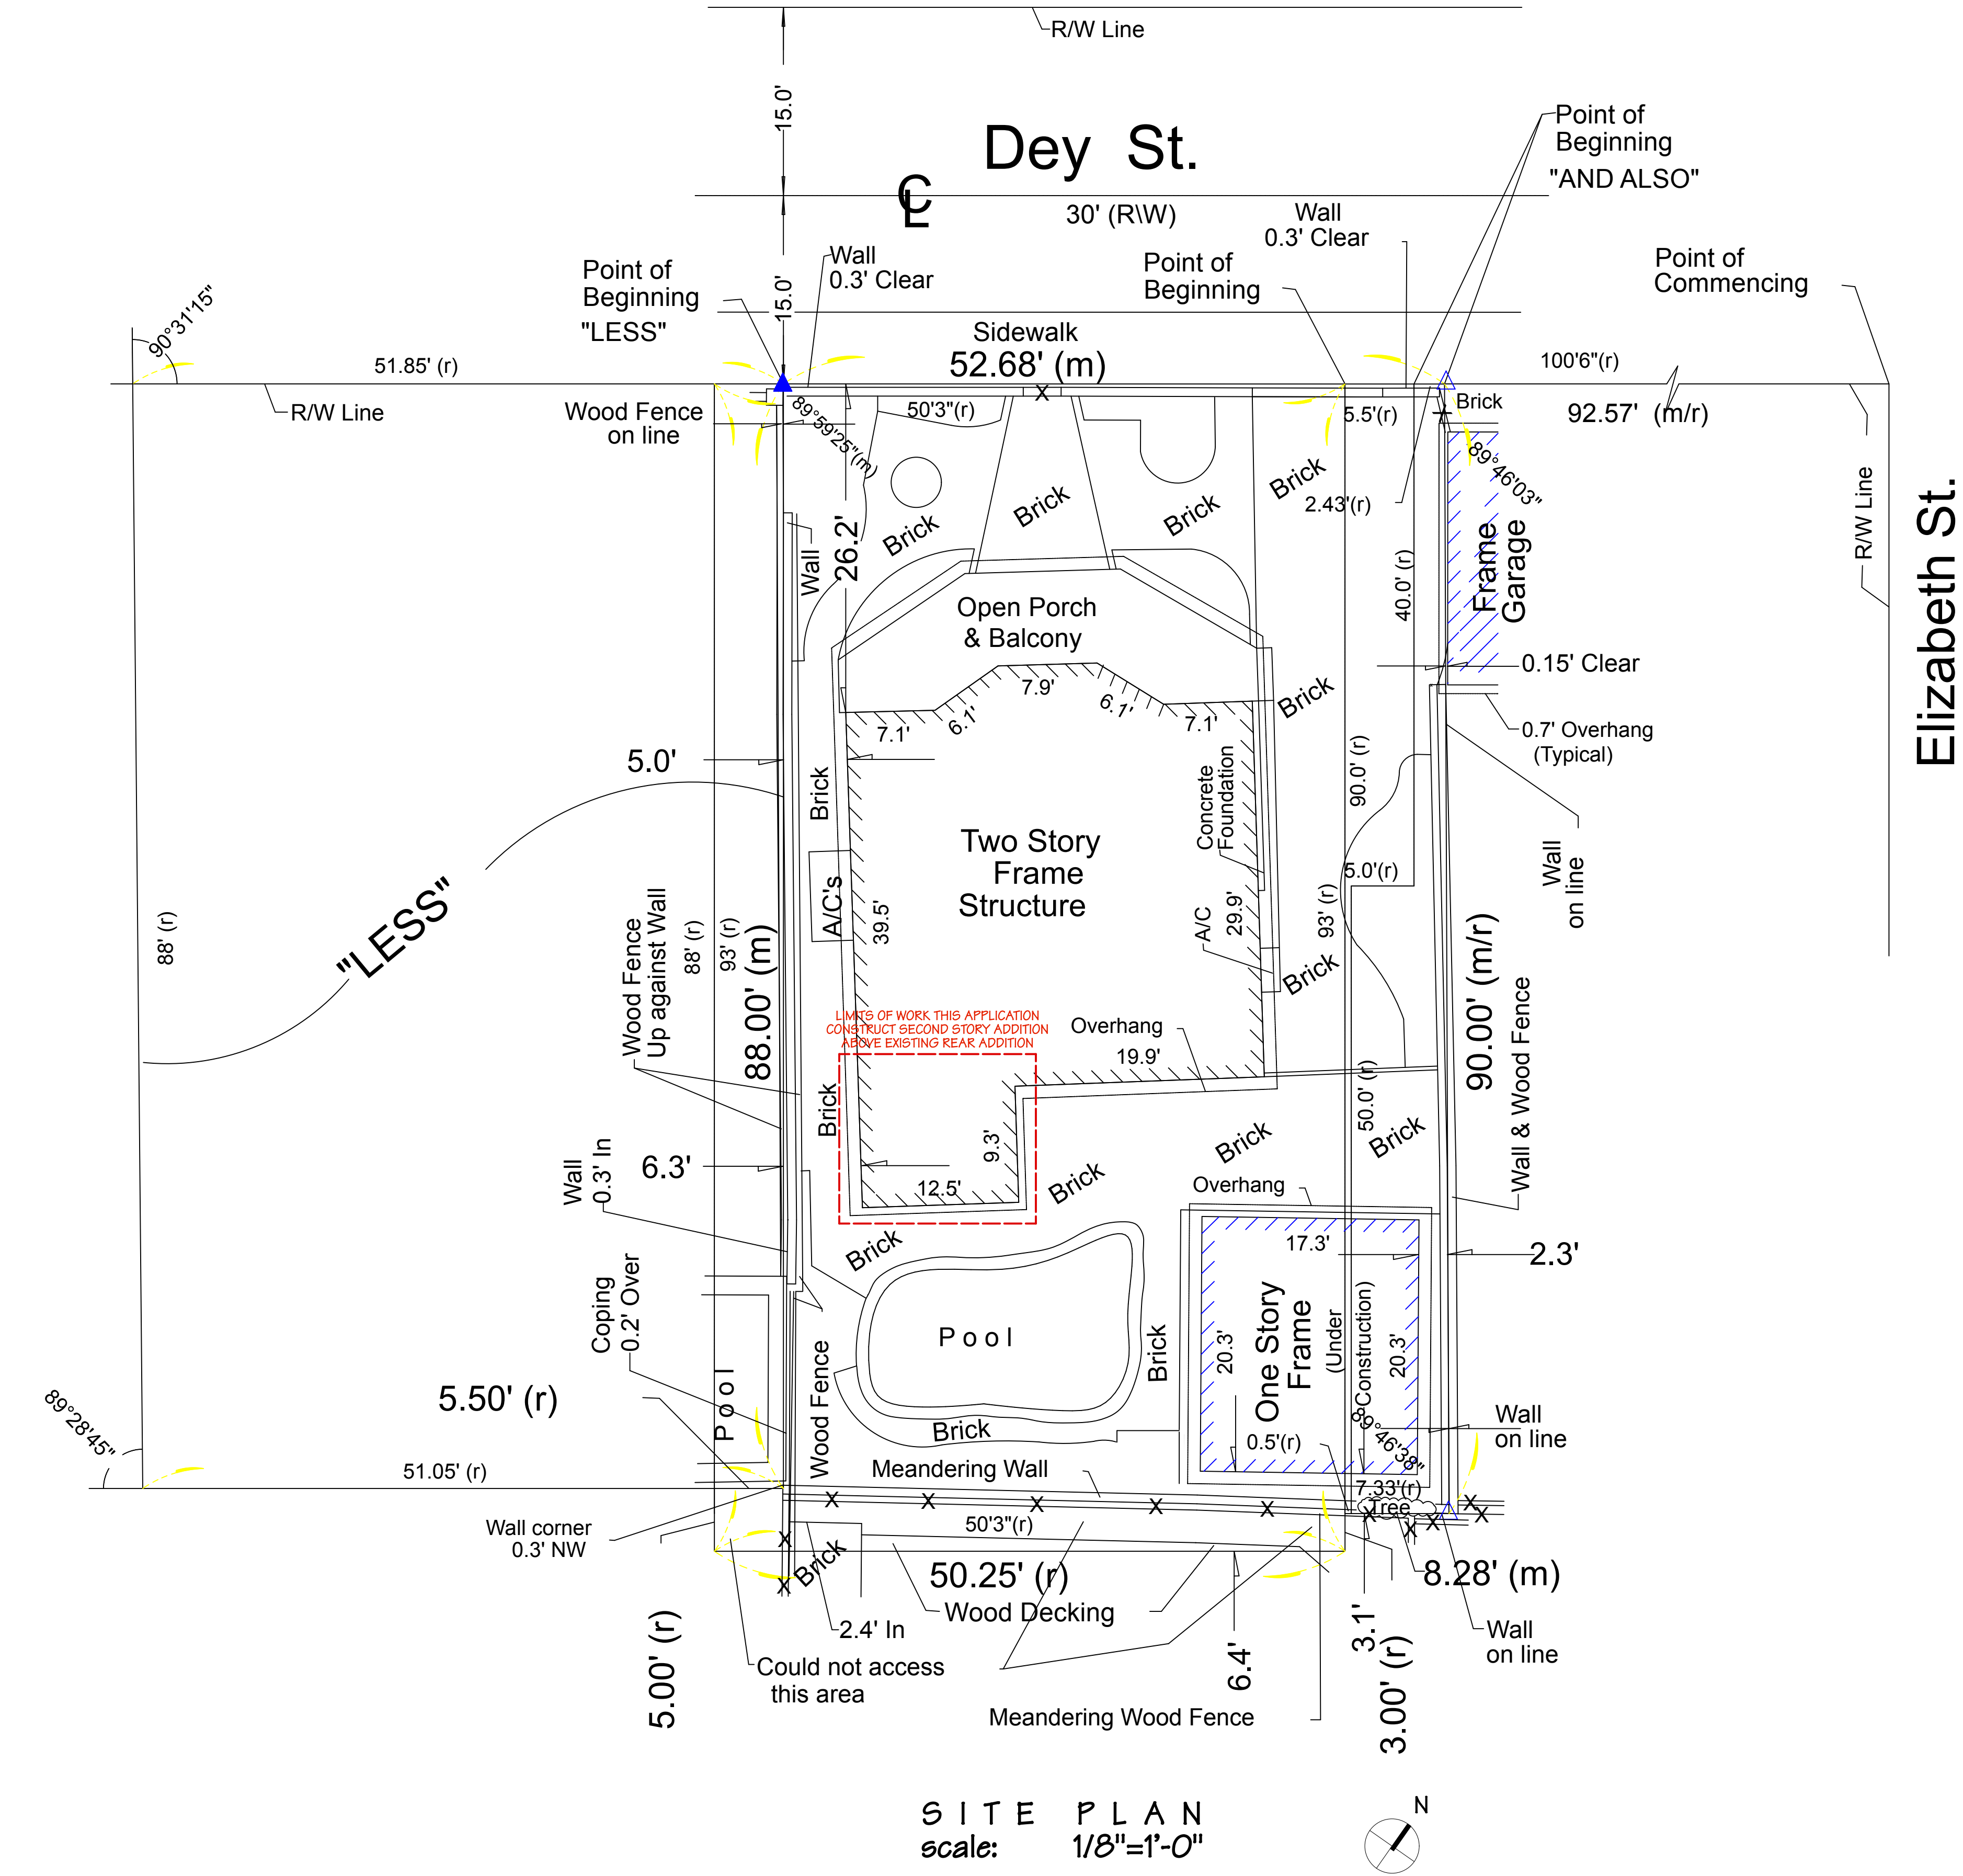 R/W Line
15.0'
Dey St.
CL
30' (R\W)
Point of
Beginning
"AND ALSO"
Wall
0.3' Clear
Wall
0.3' Clear
Point of
Beginning
"LESS"
15.0'
Point of
Beginning
Point of
Commencing
90°31'15"
51.85' (r)
Sidewalk
52.68' (m)
100'6"(r)
R/W Line
Wood Fence
on line
89°59'25"(m)
50'3"(r)
5.5'(r)
Brick
92.57' (m/r)
89°46'03"
2.43'(r)
Brick
Brick
Brick
Brick
26.2'
Wall
40.0' (r)
Frame
Garage
R/W Line
Elizabeth St.
Open Porch
& Balcony
0.15' Clear
7.9'
6.1'
6.1'
7.1'
7.1'
Brick
0.7' Overhang
(Typical)
5.0'
Brick
Concrete
Foundation
90.0' (r)
Two Story
Frame
Structure
Wall
on line
5.0'(r)
"LESS"
88' (r)
Wood Fence
Up against Wall
88' (r)
93' (r)
88.00' (m)
A/C's
39.5'
A/C
29.9'
93' (r)
Brick
90.00' (m/r)
Wall & Wood Fence
LIMITS OF WORK THIS APPLICATION
CONSTRUCT SECOND STORY ADDITION
ABOVE EXISTING REAR ADDITION
Overhang
19.9'
50.0' (r)
Brick
Brick
Brick
Brick
9.3'
12.5'
Wall
0.3' In
6.3'
Overhang
Brick
17.3'
2.3'
Coping
0.2' Over
Pool
Pool
Wood Fence
Brick
20.3'
One Story
Frame
(Under
Construction)
20.3'
5.50' (r)
89°28'45"
51.05' (r)
Brick
0.5'(r)
89°46'38"
Wall
on line
Meandering Wall
7.33'(r)
Tree
Wall corner
0.3' NW
50'3"(r)
Brick
50.25' (r)
8.28' (m)
Wood Decking
2.4' In
Could not access
this area
5.00' (r)
6.4'
3.1'
3.00' (r)
Wall
on line
Meandering Wood Fence
SITE PLAN
scale: 1/8"=1'-0"
N